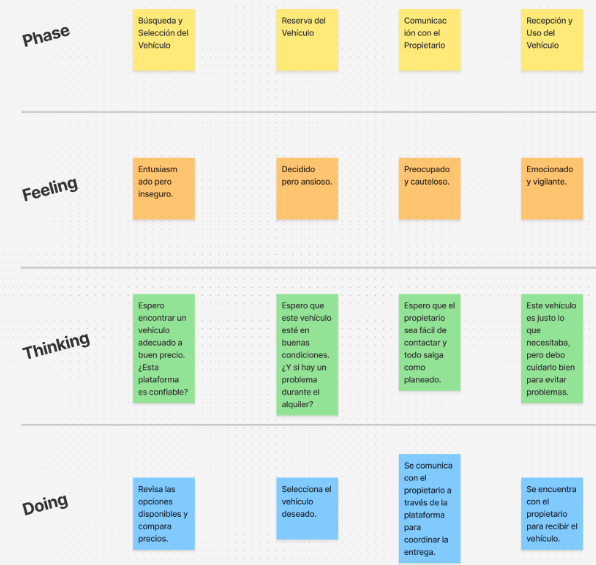 Phase
Búsqueda y
Selección del
Vehículo
Reserva del
Vehículo
Comunicac
ión con el
Propietario
Recepción y
Uso del
Vehículo
Feeling
Entusiasm
ado pero
inseguro.
Decidido
pero ansioso.
Preocupado
y cauteloso.
Emocionado
y vigilante.
Thinking
Espero
encontrar un
vehículo
adecuado a
buen precio.
¿Esta
plataforma
es confiable?
Espero que
este vehículo
esté en
buenas
condiciones.
¿Y si hay un
problema
durante el
alquiler?
Espero que el
propietario
sea fácil de
contactar y
todo salga
como
planeado.
Este vehículo
es justo lo
que
necesitaba,
pero debo
cuidarlo bien
para evitar
problemas.
Doing
Revisa las
opciones
disponibles y
compara
precios.
Selecciona el
vehículo
deseado.
Se comunica
con el
propietario a
través de la
plataforma
para
coordinar la
entrega.
Se encuentra
con el
propietario
para recibir el
vehículo.